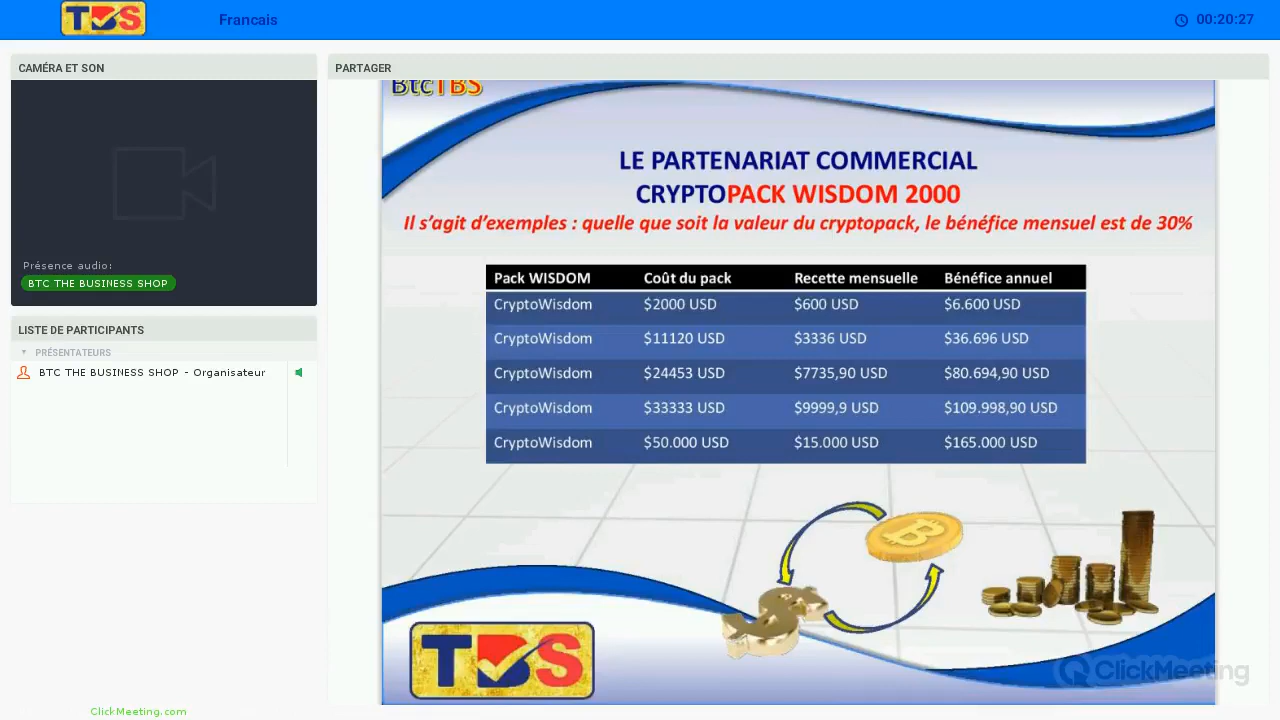 TBS
Francais
00:20:27
CAMÉRA ET SON
PARTAGER
BtcTBS
LE PARTENARIAT COMMERCIAL
CRYPTOPACK WISDOM 2000
Il s'agit d'exemples : quelle que soit la valeur du cryptopack, le bénéfice mensuel est de 30%
Présence audio:
BTC THE BUSINESS SHOP
Pack WISDOM Coût du pack Recette mensuelle Bénéfice annuel
CryptoWisdom $2000 USD $600 USD $6.600 USD
CryptoWisdom $11120 USD $3336 USD $36.696 USD
CryptoWisdom $24453 USD $7735,90 USD $80.694,90 USD
CryptoWisdom $33333 USD $9999,9 USD $109.998,90 USD
CryptoWisdom $50.000 USD $15.000 USD $165.000 USD
LISTE DE PARTICIPANTS
PRÉSENTATEURS
BTC THE BUSINESS SHOP - Organisateur
TBS
ClickMeeting
ClickMeeting.com